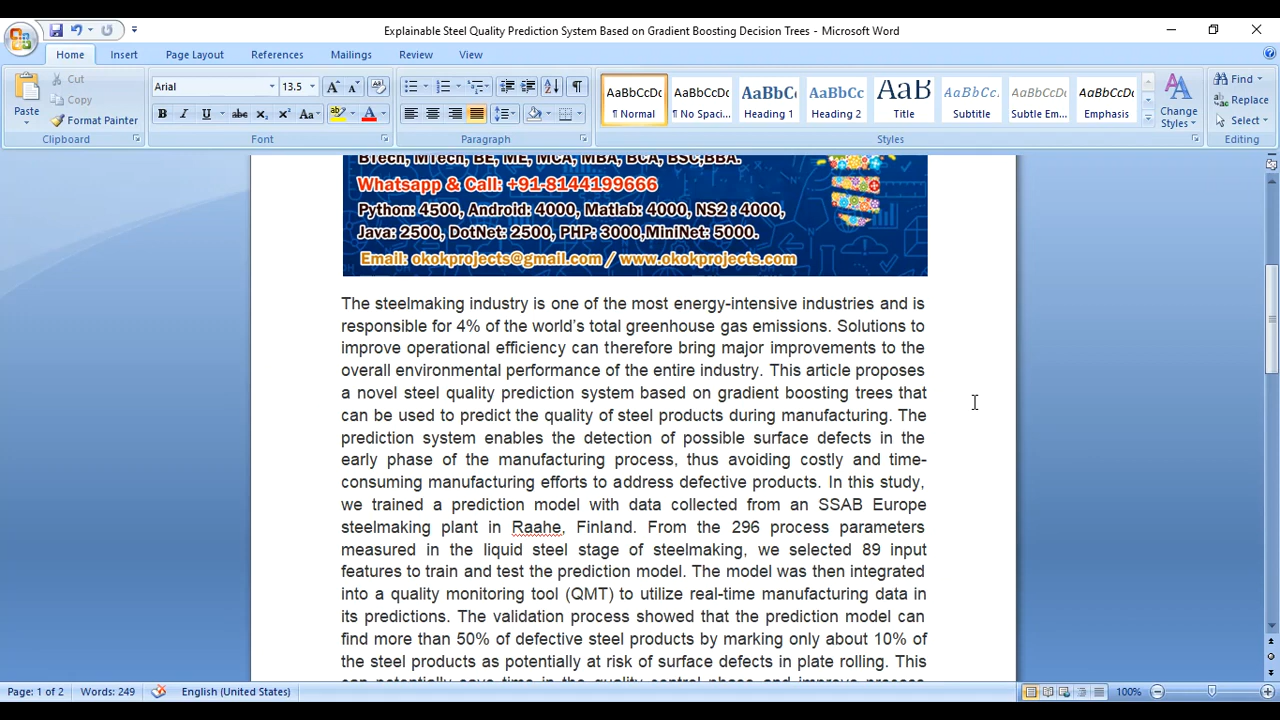 Explainable Steel Quality Prediction System Based on Gradient Boosting Decision Trees - Microsoft Word
Home Insert Page Layout References Mailings Review View
Paste
Cut
Copy
Format Painter
Clipboard
Arial 13.5
Font
Paragraph
AaBbCcDc AaBbCcDc AaBbCc AaBbCc AaB AaBbCc. AaBbCcDc AaBbCcDc
¶ Normal ¶ No Spaci... Heading 1 Heading 2 Title Subtitle Subtle Em... Emphasis
Change Styles
Styles
Find
Replace
Select
Editing
BTech, MTech, BE, ME, MCA, MBA, BCA, BSC,BBA.
Whatsapp & Call: +91-8144199666
Python: 4500, Android: 4000, Matlab: 4000, NS2 : 4000,
Java: 2500, DotNet: 2500, PHP: 3000,MiniNet: 5000.
Email: okokprojects@gmail.com / www.okokprojects.com
The steelmaking industry is one of the most energy-intensive industries and is
responsible for 4% of the world’s total greenhouse gas emissions. Solutions to
improve operational efficiency can therefore bring major improvements to the
overall environmental performance of the entire industry. This article proposes
a novel steel quality prediction system based on gradient boosting trees that
can be used to predict the quality of steel products during manufacturing. The
prediction system enables the detection of possible surface defects in the
early phase of the manufacturing process, thus avoiding costly and time-
consuming manufacturing efforts to address defective products. In this study,
we trained a prediction model with data collected from an SSAB Europe
steelmaking plant in Raahe, Finland. From the 296 process parameters
measured in the liquid steel stage of steelmaking, we selected 89 input
features to train and test the prediction model. The model was then integrated
into a quality monitoring tool (QMT) to utilize real-time manufacturing data in
its predictions. The validation process showed that the prediction model can
find more than 50% of defective steel products by marking only about 10% of
the steel products as potentially at risk of surface defects in plate rolling. This
can potentially save time in the quality control phase and improve process
Page: 1 of 2 Words: 249 English (United States) 100%